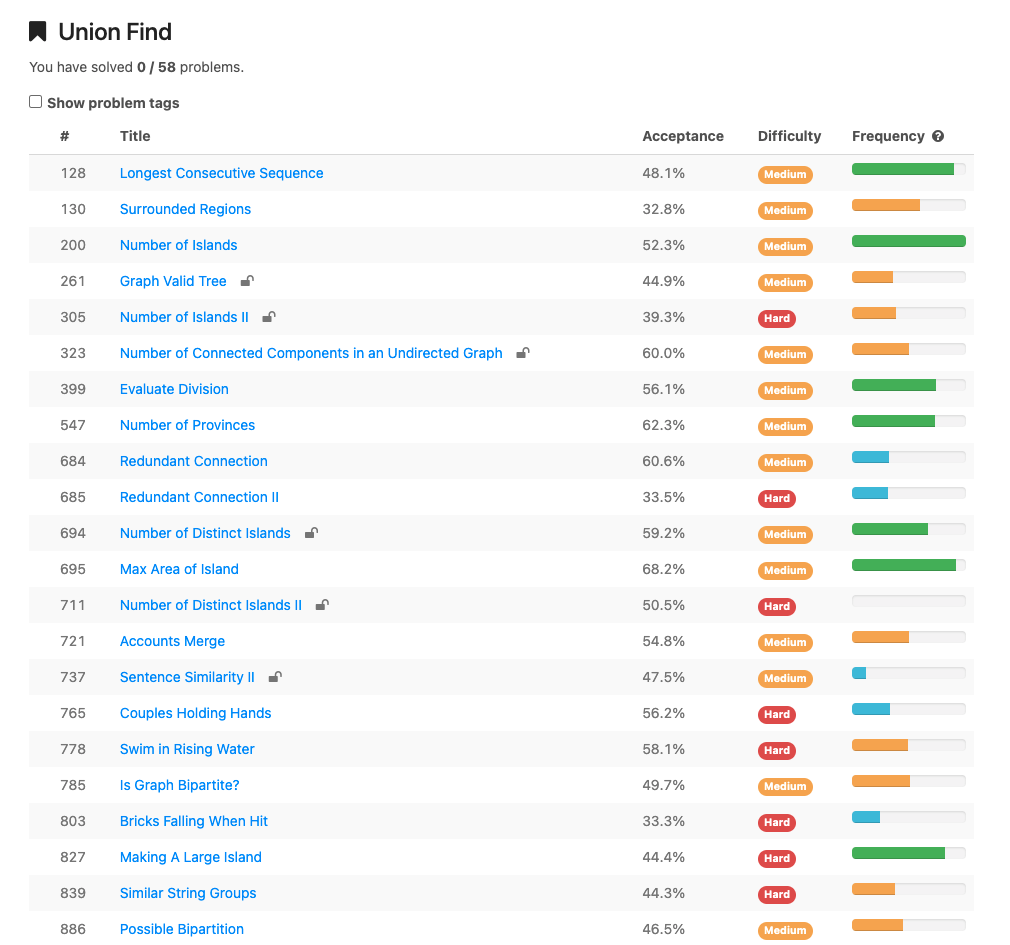 Union Find
You have solved 0 / 58 problems.
Show problem tags
# Title Acceptance Difficulty Frequency ?
128 Longest Consecutive Sequence 48.1% Medium
130 Surrounded Regions 32.8% Medium
200 Number of Islands 52.3% Medium
261 Graph Valid Tree 44.9% Medium
305 Number of Islands II 39.3% Hard
323 Number of Connected Components in an Undirected Graph 60.0% Medium
399 Evaluate Division 56.1% Medium
547 Number of Provinces 62.3% Medium
684 Redundant Connection 60.6% Medium
685 Redundant Connection II 33.5% Hard
694 Number of Distinct Islands 59.2% Medium
695 Max Area of Island 68.2% Medium
711 Number of Distinct Islands II 50.5% Hard
721 Accounts Merge 54.8% Medium
737 Sentence Similarity II 47.5% Medium
765 Couples Holding Hands 56.2% Hard
778 Swim in Rising Water 58.1% Hard
785 Is Graph Bipartite? 49.7% Medium
803 Bricks Falling When Hit 33.3% Hard
827 Making A Large Island 44.4% Hard
839 Similar String Groups 44.3% Hard
886 Possible Bipartition 46.5% Medium